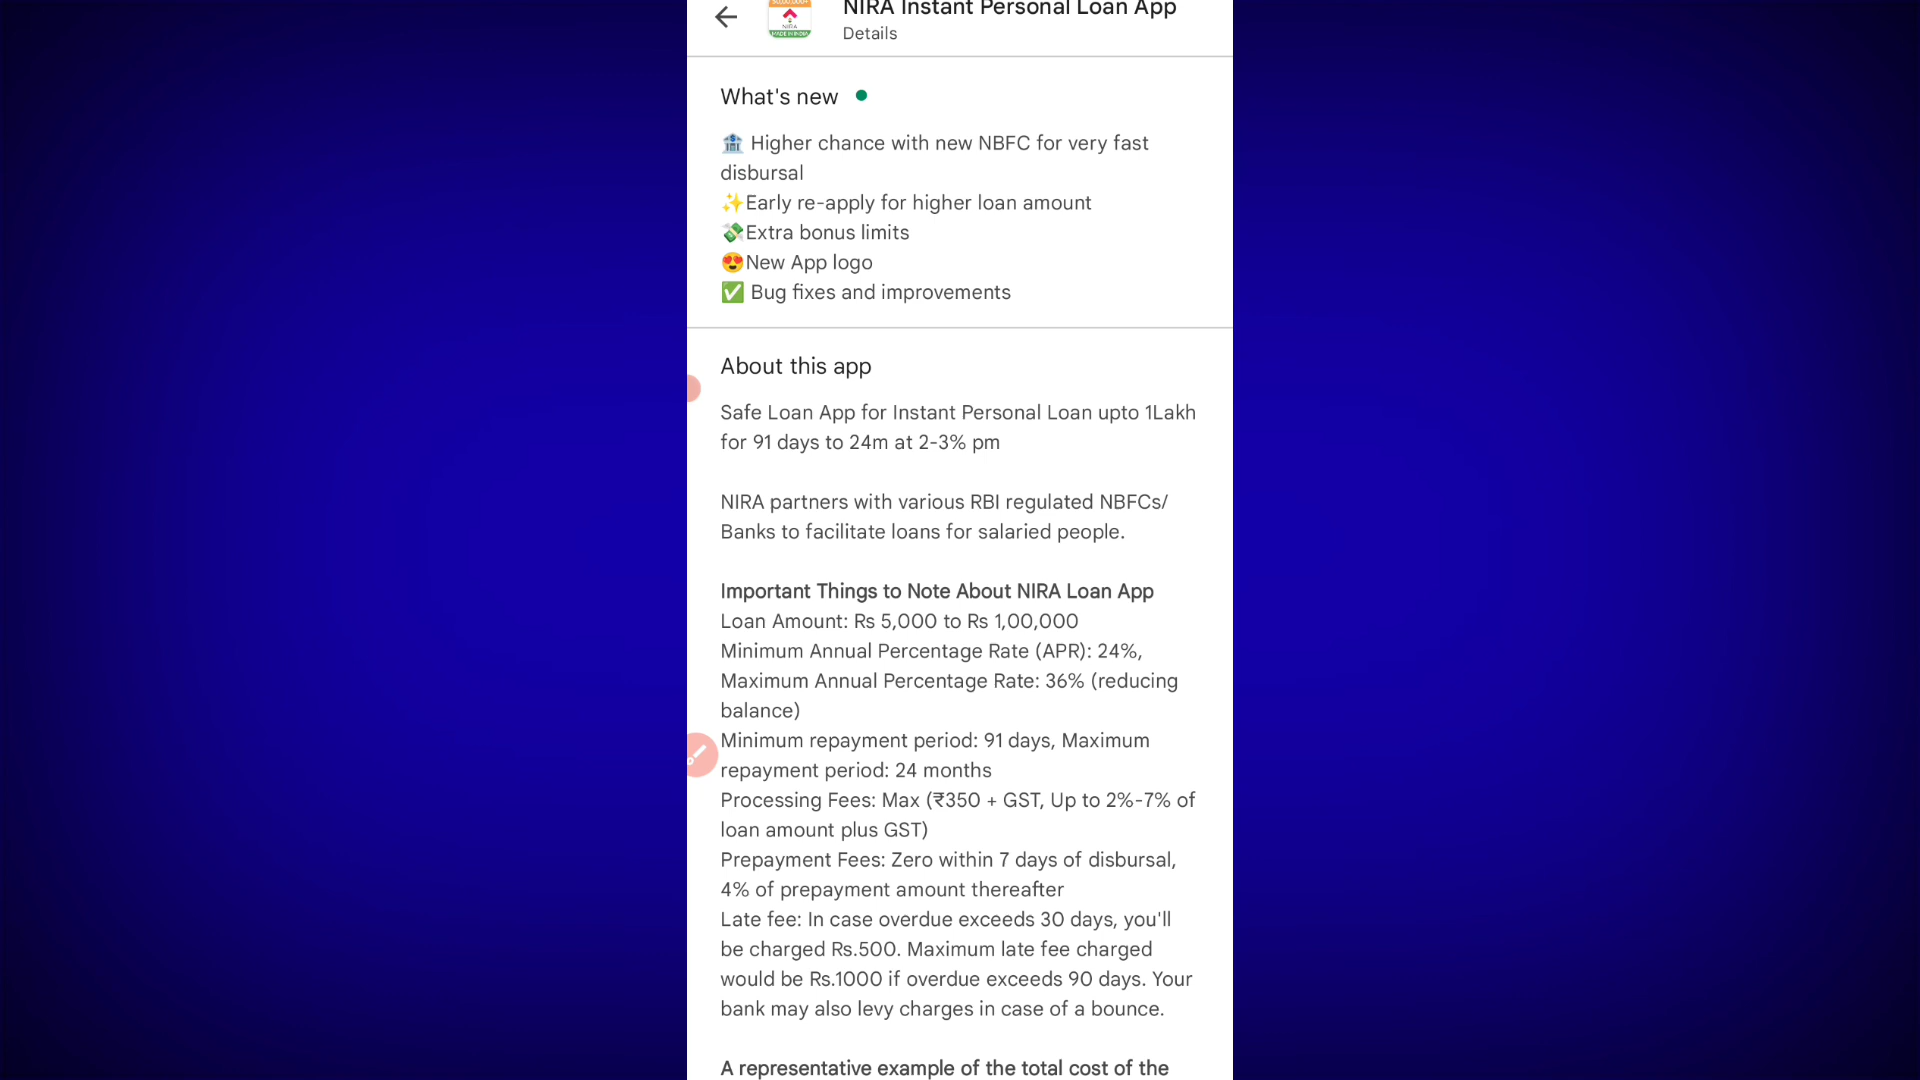 NIRA Instant Personal Loan App
Details
NIRA
MADE IN INDIA
What's new
🏦 Higher chance with new NBFC for very fast
disbursal
✨Early re-apply for higher loan amount
💸Extra bonus limits
😍New App logo
✅ Bug fixes and improvements
About this app
Safe Loan App for Instant Personal Loan upto 1Lakh
for 91 days to 24m at 2-3% pm
NIRA partners with various RBI regulated NBFCs/
Banks to facilitate loans for salaried people.
Important Things to Note About NIRA Loan App
Loan Amount: Rs 5,000 to Rs 1,00,000
Minimum Annual Percentage Rate (APR): 24%,
Maximum Annual Percentage Rate: 36% (reducing
balance)
Minimum repayment period: 91 days, Maximum
repayment period: 24 months
Processing Fees: Max (₹350 + GST, Up to 2%-7% of
loan amount plus GST)
Prepayment Fees: Zero within 7 days of disbursal,
4% of prepayment amount thereafter
Late fee: In case overdue exceeds 30 days, you'll
be charged Rs.500. Maximum late fee charged
would be Rs.1000 if overdue exceeds 90 days. Your
bank may also levy charges in case of a bounce.
A representative example of the total cost of the